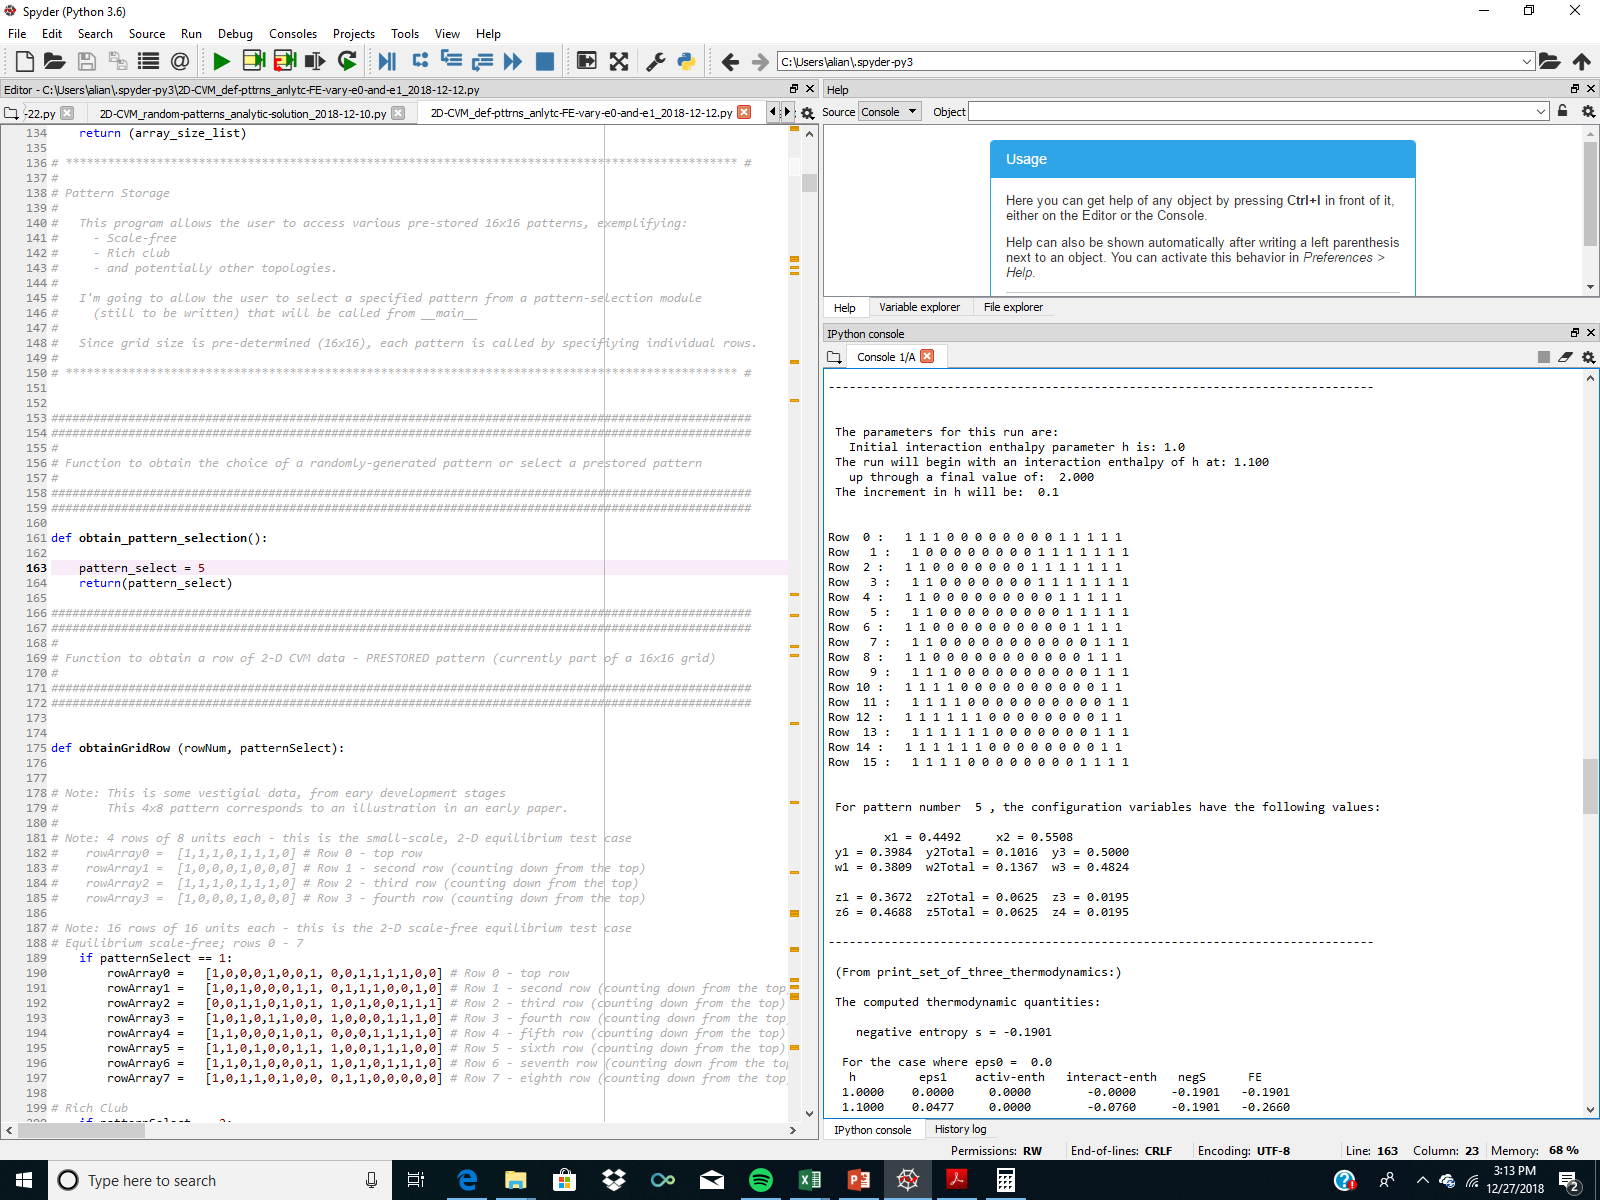 Spyder (Python 3.6)
File Edit Search Source Run Debug Consoles Projects Tools View Help
C:\Users\alian\.spyder-py3
Editor - C:\Users\alian\.spyder-py3\2D-CVM_def-pttrns_anlytc-FE-vary-e0-and-e1_2018-12-12.py
-22.py 2D-CVM_random-patterns_analytic-solution_2018-12-10.py 2D-CVM_def-pttrns_anlytc-FE-vary-e0-and-e1_2018-12-12.py
134 return (array_size_list)
135
136 # ************************************************************************************************ #
137 #
138 # Pattern Storage
139 #
140 # This program allows the user to access various pre-stored 16x16 patterns, exemplifying:
141 # - Scale-free
142 # - Rich club
143 # - and potentially other topologies.
144 #
145 # I'm going to allow the user to select a specified pattern from a pattern-selection module
146 # (still to be written) that will be called from __main__
147 #
148 # Since grid size is pre-determined (16x16), each pattern is called by specifiying individual rows.
149 #
150 # ************************************************************************************************ #
151
152
153 ####################################################################################################
154 ####################################################################################################
155 #
156 # Function to obtain the choice of a randomly-generated pattern or select a prestored pattern
157 #
158 ####################################################################################################
159 ####################################################################################################
160
161 def obtain_pattern_selection():
162
163 pattern_select = 5
164 return(pattern_select)
165
166 ####################################################################################################
167 ####################################################################################################
168 #
169 # Function to obtain a row of 2-D CVM data - PRESTORED pattern (currently part of a 16x16 grid)
170 #
171 ####################################################################################################
172 ####################################################################################################
173
174
175 def obtainGridRow (rowNum, patternSelect):
176
177
178 # Note: This is some vestigial data, from eary development stages
179 # This 4x8 pattern corresponds to an illustration in an early paper.
180 #
181 # Note: 4 rows of 8 units each - this is the small-scale, 2-D equilibrium test case
182 # rowArray0 = [1,1,1,0,1,1,1,0] # Row 0 - top row
183 # rowArray1 = [1,0,0,0,1,0,0,0] # Row 1 - second row (counting down from the top)
184 # rowArray2 = [1,1,1,0,1,1,1,0] # Row 2 - third row (counting down from the top)
185 # rowArray3 = [1,0,0,0,1,0,0,0] # Row 3 - fourth row (counting down from the top)
186
187 # Note: 16 rows of 16 units each - this is the 2-D scale-free equilibrium test case
188 # Equilibrium scale-free; rows 0 - 7
189 if patternSelect == 1:
190 rowArray0 = [1,0,0,0,1,0,0,1, 0,0,1,1,1,1,0,0] # Row 0 - top row
191 rowArray1 = [1,0,1,0,0,0,1,1, 0,1,1,1,0,0,1,0] # Row 1 - second row (counting down from the top
192 rowArray2 = [0,0,1,1,0,1,0,1, 1,0,1,0,0,1,1,1] # Row 2 - third row (counting down from the top)
193 rowArray3 = [1,0,1,0,1,1,0,0, 1,0,0,0,1,1,1,0] # Row 3 - fourth row (counting down from the top
194 rowArray4 = [1,1,0,0,0,1,0,1, 0,0,0,1,1,1,1,0] # Row 4 - fifth row (counting down from the top)
195 rowArray5 = [1,1,0,1,0,0,1,1, 1,0,0,1,1,1,0,0] # Row 5 - sixth row (counting down from the top)
196 rowArray6 = [1,1,0,1,0,0,0,1, 1,0,1,0,1,1,1,0] # Row 6 - seventh row (counting down from the to
197 rowArray7 = [1,0,1,1,0,1,0,0, 0,1,1,0,0,0,0,0] # Row 7 - eighth row (counting down from the top
198
199 # Rich Club
Help
Source Console Object
Usage
Here you can get help of any object by pressing Ctrl+I in front of it,
either on the Editor or the Console.
Help can also be shown automatically after writing a left parenthesis
next to an object. You can activate this behavior in Preferences >
Help.
Help Variable explorer File explorer
IPython console
Console 1/A
------------------------------------------------------------------------------
The parameters for this run are:
Initial interaction enthalpy parameter h is: 1.0
The run will begin with an interaction enthalpy of h at: 1.100
up through a final value of: 2.000
The increment in h will be: 0.1
Row 0 : 1 1 1 0 0 0 0 0 0 0 0 1 1 1 1 1
Row 1 : 1 0 0 0 0 0 0 0 0 1 1 1 1 1 1 1
Row 2 : 1 1 0 0 0 0 0 0 0 1 1 1 1 1 1 1
Row 3 : 1 1 0 0 0 0 0 0 0 1 1 1 1 1 1 1
Row 4 : 1 1 0 0 0 0 0 0 0 0 0 1 1 1 1 1
Row 5 : 1 1 0 0 0 0 0 0 0 0 0 1 1 1 1 1
Row 6 : 1 1 0 0 0 0 0 0 0 0 0 0 1 1 1 1
Row 7 : 1 1 0 0 0 0 0 0 0 0 0 0 0 1 1 1
Row 8 : 1 1 0 0 0 0 0 0 0 0 0 0 0 1 1 1
Row 9 : 1 1 1 0 0 0 0 0 0 0 0 0 0 1 1 1
Row 10 : 1 1 1 1 0 0 0 0 0 0 0 0 0 0 1 1
Row 11 : 1 1 1 1 0 0 0 0 0 0 0 0 0 0 1 1
Row 12 : 1 1 1 1 1 1 0 0 0 0 0 0 0 0 1 1
Row 13 : 1 1 1 1 1 1 0 0 0 0 0 0 0 1 1 1
Row 14 : 1 1 1 1 1 1 0 0 0 0 0 0 0 0 1 1
Row 15 : 1 1 1 1 0 0 0 0 0 0 0 0 1 1 1 1
For pattern number 5 , the configuration variables have the following values:
x1 = 0.4492 x2 = 0.5508
y1 = 0.3984 y2Total = 0.1016 y3 = 0.5000
w1 = 0.3809 w2Total = 0.1367 w3 = 0.4824
z1 = 0.3672 z2Total = 0.0625 z3 = 0.0195
z6 = 0.4688 z5Total = 0.0625 z4 = 0.0195
------------------------------------------------------------------------------
(From print_set_of_three_thermodynamics:)
The computed thermodynamic quantities:
negative entropy s = -0.1901
For the case where eps0 = 0.0
h eps1 activ-enth interact-enth negS FE
1.0000 0.0000 0.0000 -0.0000 -0.1901 -0.1901
1.1000 0.0477 0.0000 -0.0760 -0.1901 -0.2660
IPython console History log
Permissions: RW End-of-lines: CRLF Encoding: UTF-8 Line: 163 Column: 23 Memory: 68 %
Type here to search
3:13 PM
12/27/2018
2